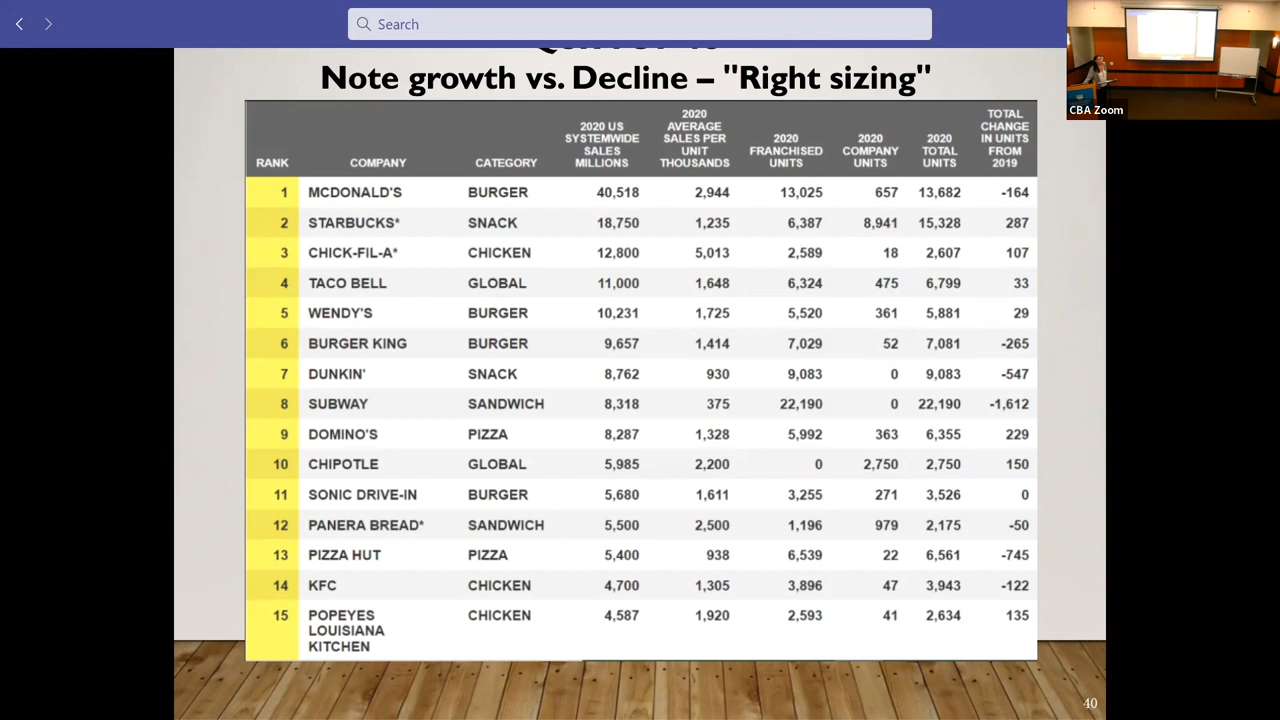 Search
CBA Zoom
Note growth vs. Decline – "Right sizing"
RANK COMPANY CATEGORY 2020 US SYSTEMWIDE SALES MILLIONS 2020 AVERAGE SALES PER UNIT THOUSANDS 2020 FRANCHISED UNITS 2020 COMPANY UNITS 2020 TOTAL UNITS TOTAL CHANGE IN UNITS FROM 2019
1 MCDONALD'S BURGER 40,518 2,944 13,025 657 13,682 -164
2 STARBUCKS* SNACK 18,750 1,235 6,387 8,941 15,328 287
3 CHICK-FIL-A* CHICKEN 12,800 5,013 2,589 18 2,607 107
4 TACO BELL GLOBAL 11,000 1,648 6,324 475 6,799 33
5 WENDY'S BURGER 10,231 1,725 5,520 361 5,881 29
6 BURGER KING BURGER 9,657 1,414 7,029 52 7,081 -265
7 DUNKIN' SNACK 8,762 930 9,083 0 9,083 -547
8 SUBWAY SANDWICH 8,318 375 22,190 0 22,190 -1,612
9 DOMINO'S PIZZA 8,287 1,328 5,992 363 6,355 229
10 CHIPOTLE GLOBAL 5,985 2,200 0 2,750 2,750 150
11 SONIC DRIVE-IN BURGER 5,680 1,611 3,255 271 3,526 0
12 PANERA BREAD* SANDWICH 5,500 2,500 1,196 979 2,175 -50
13 PIZZA HUT PIZZA 5,400 938 6,539 22 6,561 -745
14 KFC CHICKEN 4,700 1,305 3,896 47 3,943 -122
15 POPEYES LOUISIANA KITCHEN CHICKEN 4,587 1,920 2,593 41 2,634 135
40